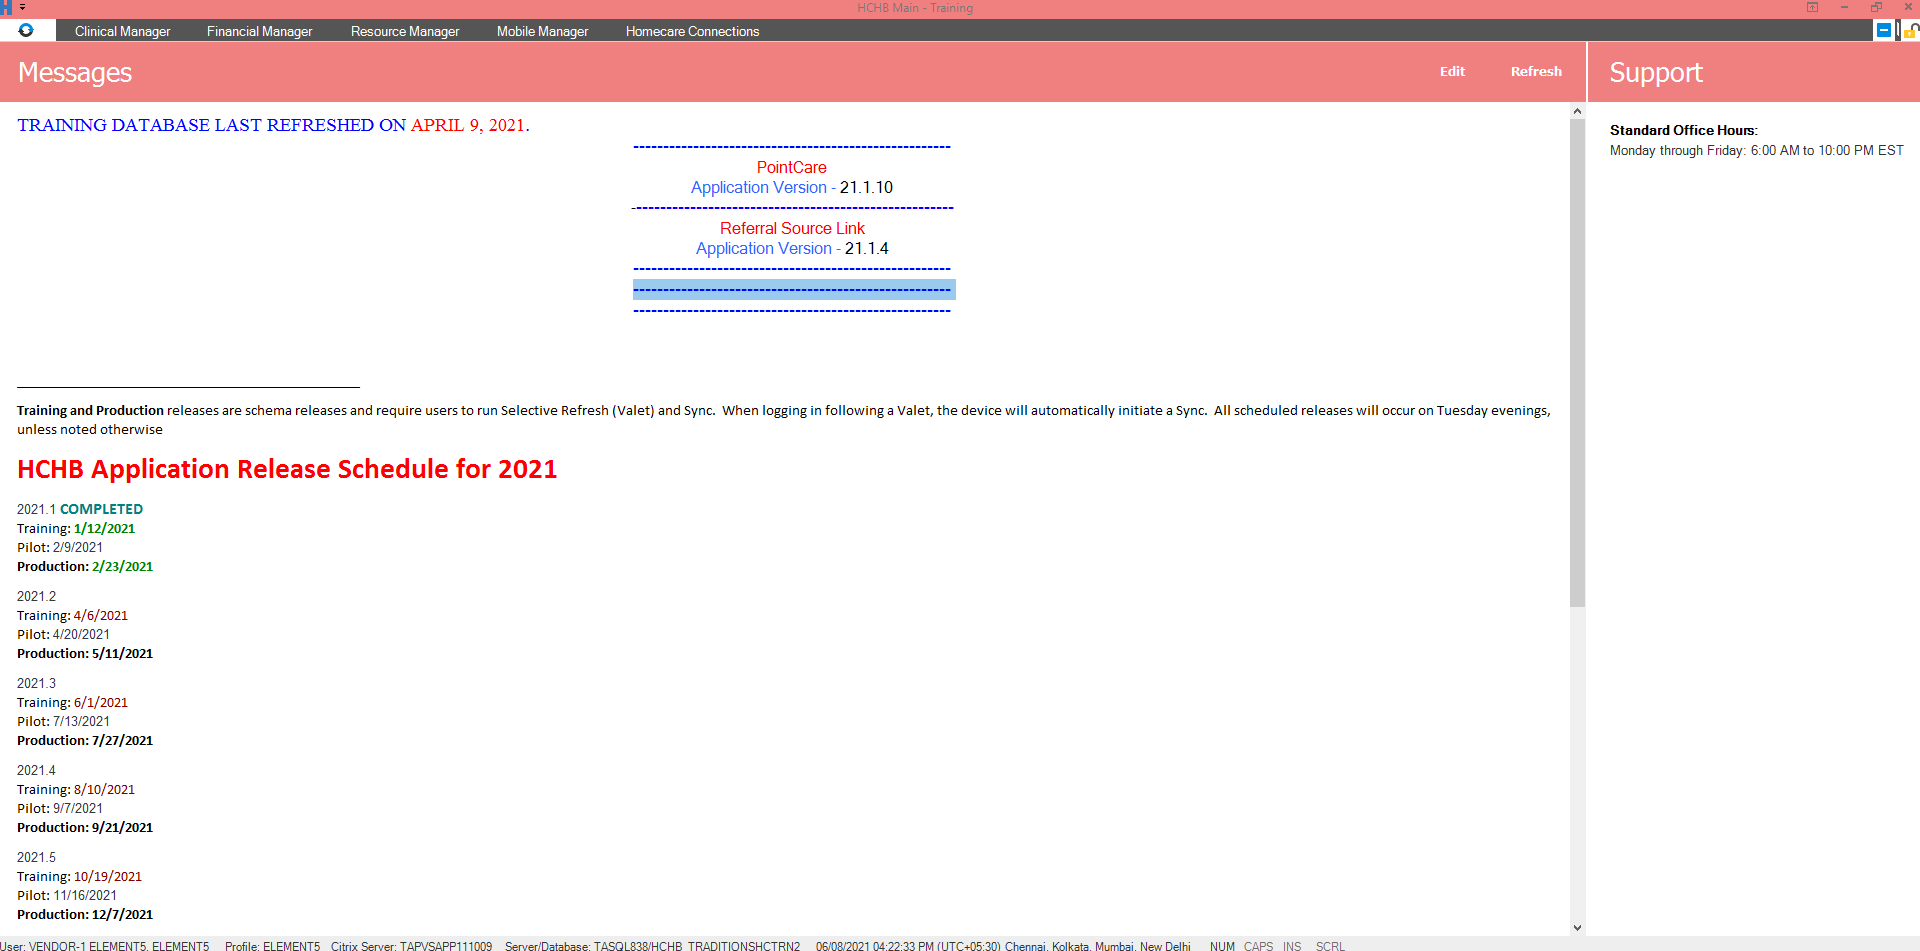 HCHB Main - Training
Clinical Manager Financial Manager Resource Manager Mobile Manager Homecare Connections
Messages Edit Refresh Support
TRAINING DATABASE LAST REFRESHED ON APRIL 9, 2021.
Standard Office Hours:
Monday through Friday: 6:00 AM to 10:00 PM EST
-----------------------------------------------------
PointCare
Application Version - 21.1.10
------------------------------------------------------
Referral Source Link
Application Version - 21.1.4
-----------------------------------------------------
-----------------------------------------------------
-----------------------------------------------------
Training and Production releases are schema releases and require users to run Selective Refresh (Valet) and Sync.  When logging in following a Valet, the device will automatically initiate a Sync.  All scheduled releases will occur on Tuesday evenings,
unless noted otherwise
HCHB Application Release Schedule for 2021
2021.1 COMPLETED
Training: 1/12/2021
Pilot: 2/9/2021
Production: 2/23/2021
2021.2
Training: 4/6/2021
Pilot: 4/20/2021
Production: 5/11/2021
2021.3
Training: 6/1/2021
Pilot: 7/13/2021
Production: 7/27/2021
2021.4
Training: 8/10/2021
Pilot: 9/7/2021
Production: 9/21/2021
2021.5
Training: 10/19/2021
Pilot: 11/16/2021
Production: 12/7/2021
User: VENDOR-1 ELEMENT5, ELEMENT5 Profile: ELEMENT5 Citrix Server: TAPVSAPP111009 Server/Database: TASQL838/HCHB_TRADITIONSHCTRN2 06/08/2021 04:22:33 PM (UTC+05:30) Chennai, Kolkata, Mumbai, New Delhi NUM CAPS INS SCRL